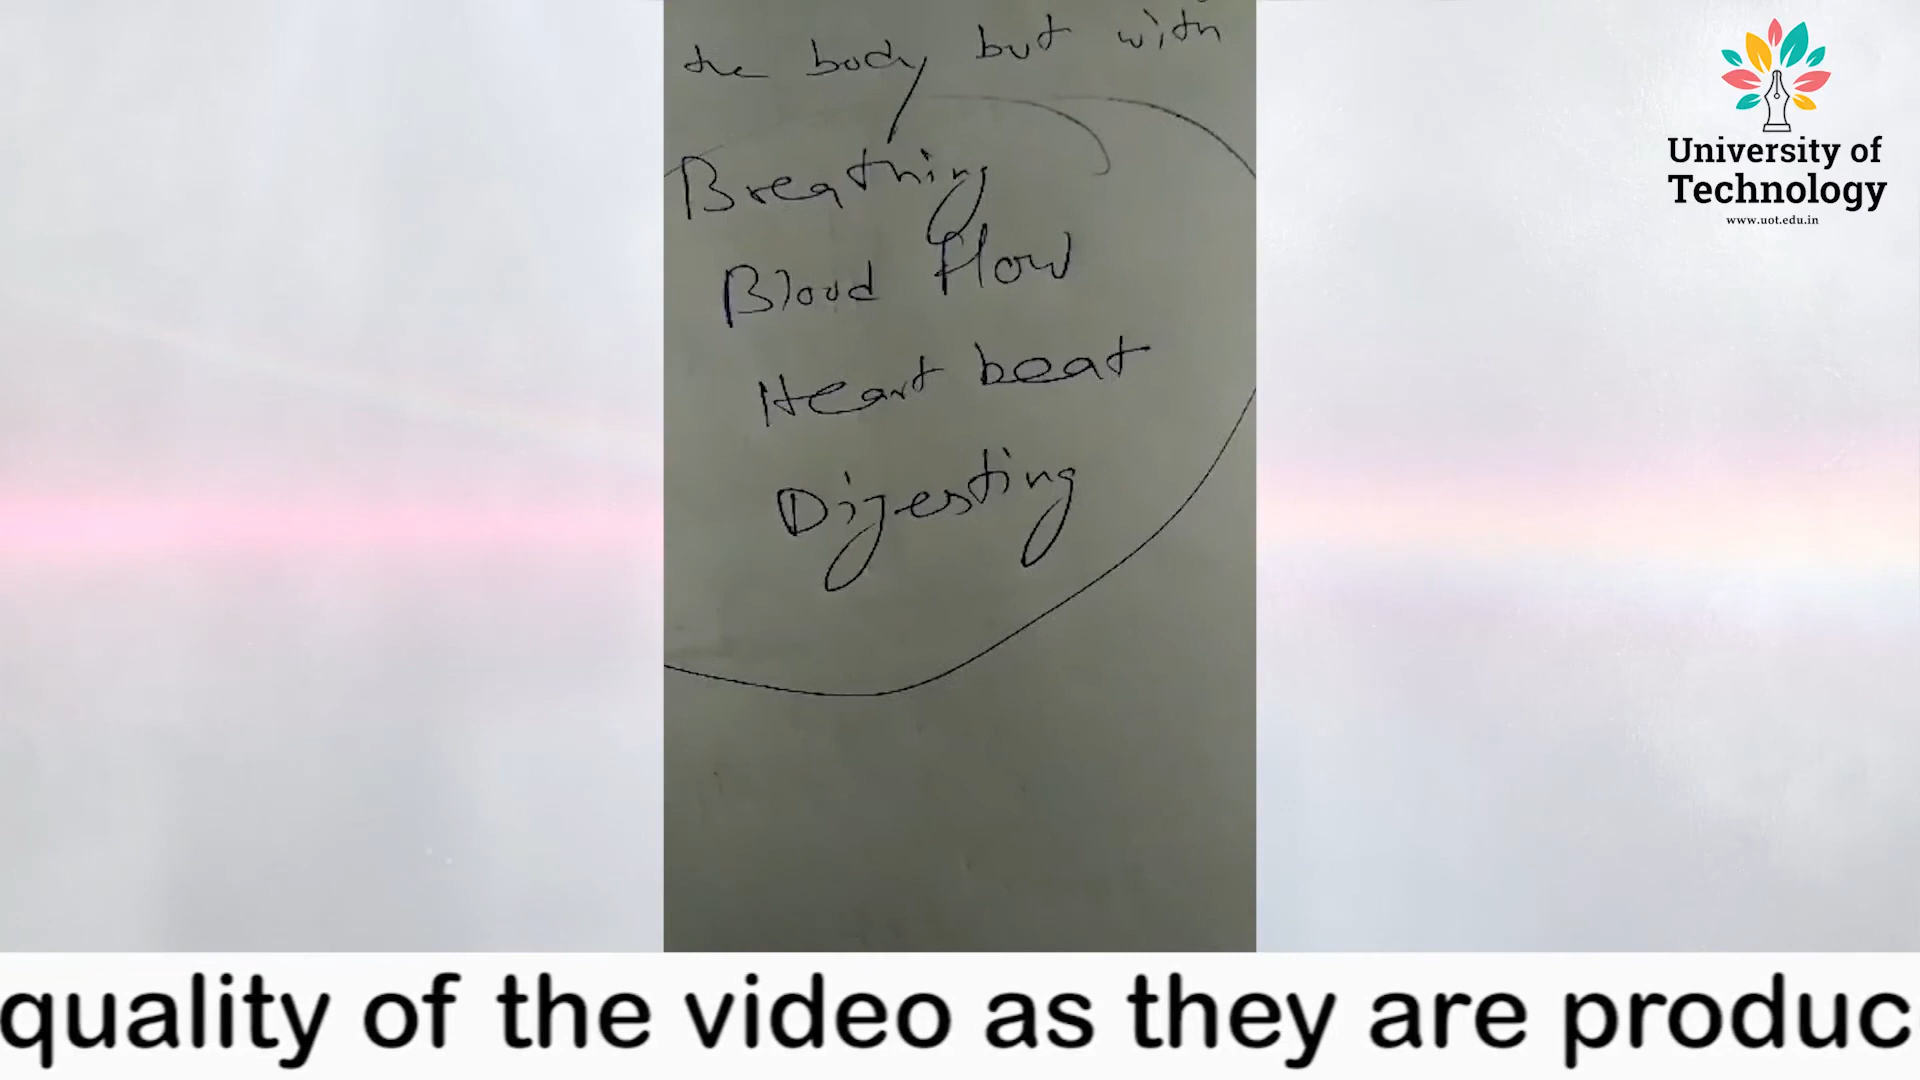 the body but with
Breathing
Blood Flow
Heart beat
Digesting
University of
Technology
www.uot.edu.in
quality of the video as they are produc